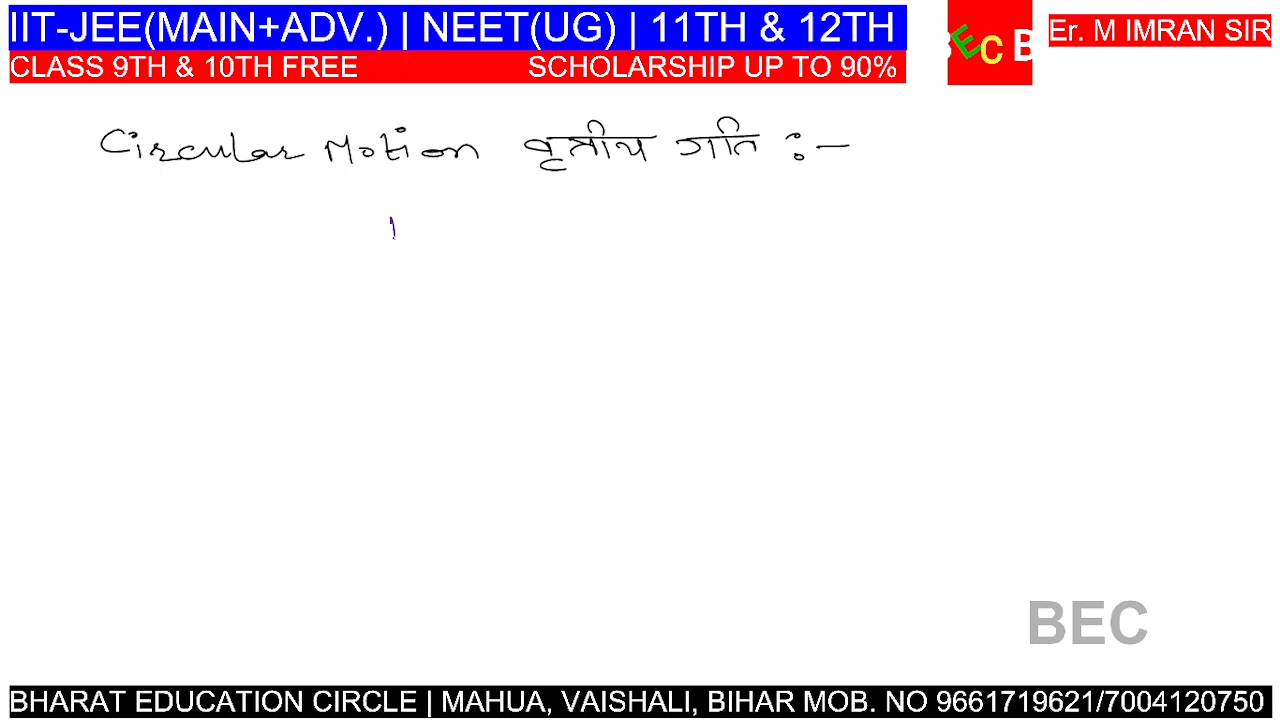 IIT-JEE(MAIN+ADV.) | NEET(UG) | 11TH & 12TH
CLASS 9TH & 10TH FREE SCHOLARSHIP UP TO 90%
BEC B
Er. M IMRAN SIR
Circular Motion वृत्तीय गति :-
BEC
BHARAT EDUCATION CIRCLE | MAHUA, VAISHALI, BIHAR MOB. NO 9661719621/7004120750